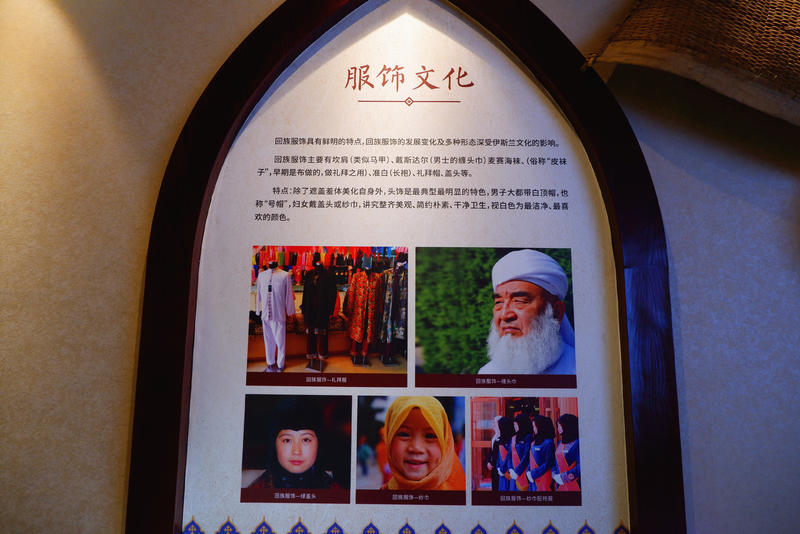 服饰文化
回族服饰具有鲜明的特点,回族服饰的发展变化及多种形态深受伊斯兰文化的影响。
回族服饰主要有坎肩(类似马甲)、戴斯达尔(男士的缠头巾)麦赛海袜、(俗称“皮袜
子”,早期是布做的,做礼拜之用)、准白(长袍)、礼拜帽、盖头等。
特点:除了遮盖羞体美化自身外,头饰是最典型最明显的特色,男子大都带白顶帽,也
称“号帽”,妇女戴盖头或纱巾,讲究整齐美观、简约朴素、干净卫生,视白色为最洁净、最喜
欢的颜色。
回族服饰—礼拜服
回族服饰—缠头巾
回族服饰—绿盖头
回族服饰—纱巾
回族服饰—纱巾配袍服